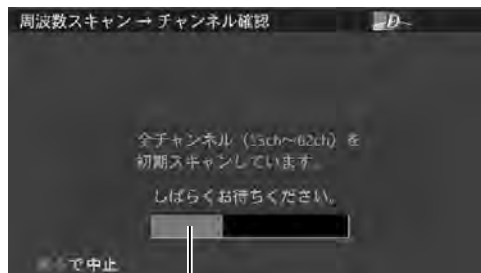 周波数スキャン → チャンネル確認
D
全チャンネル (13ch～62ch) を
初期スキャンしています。
しばらくお待ちください。
で中止